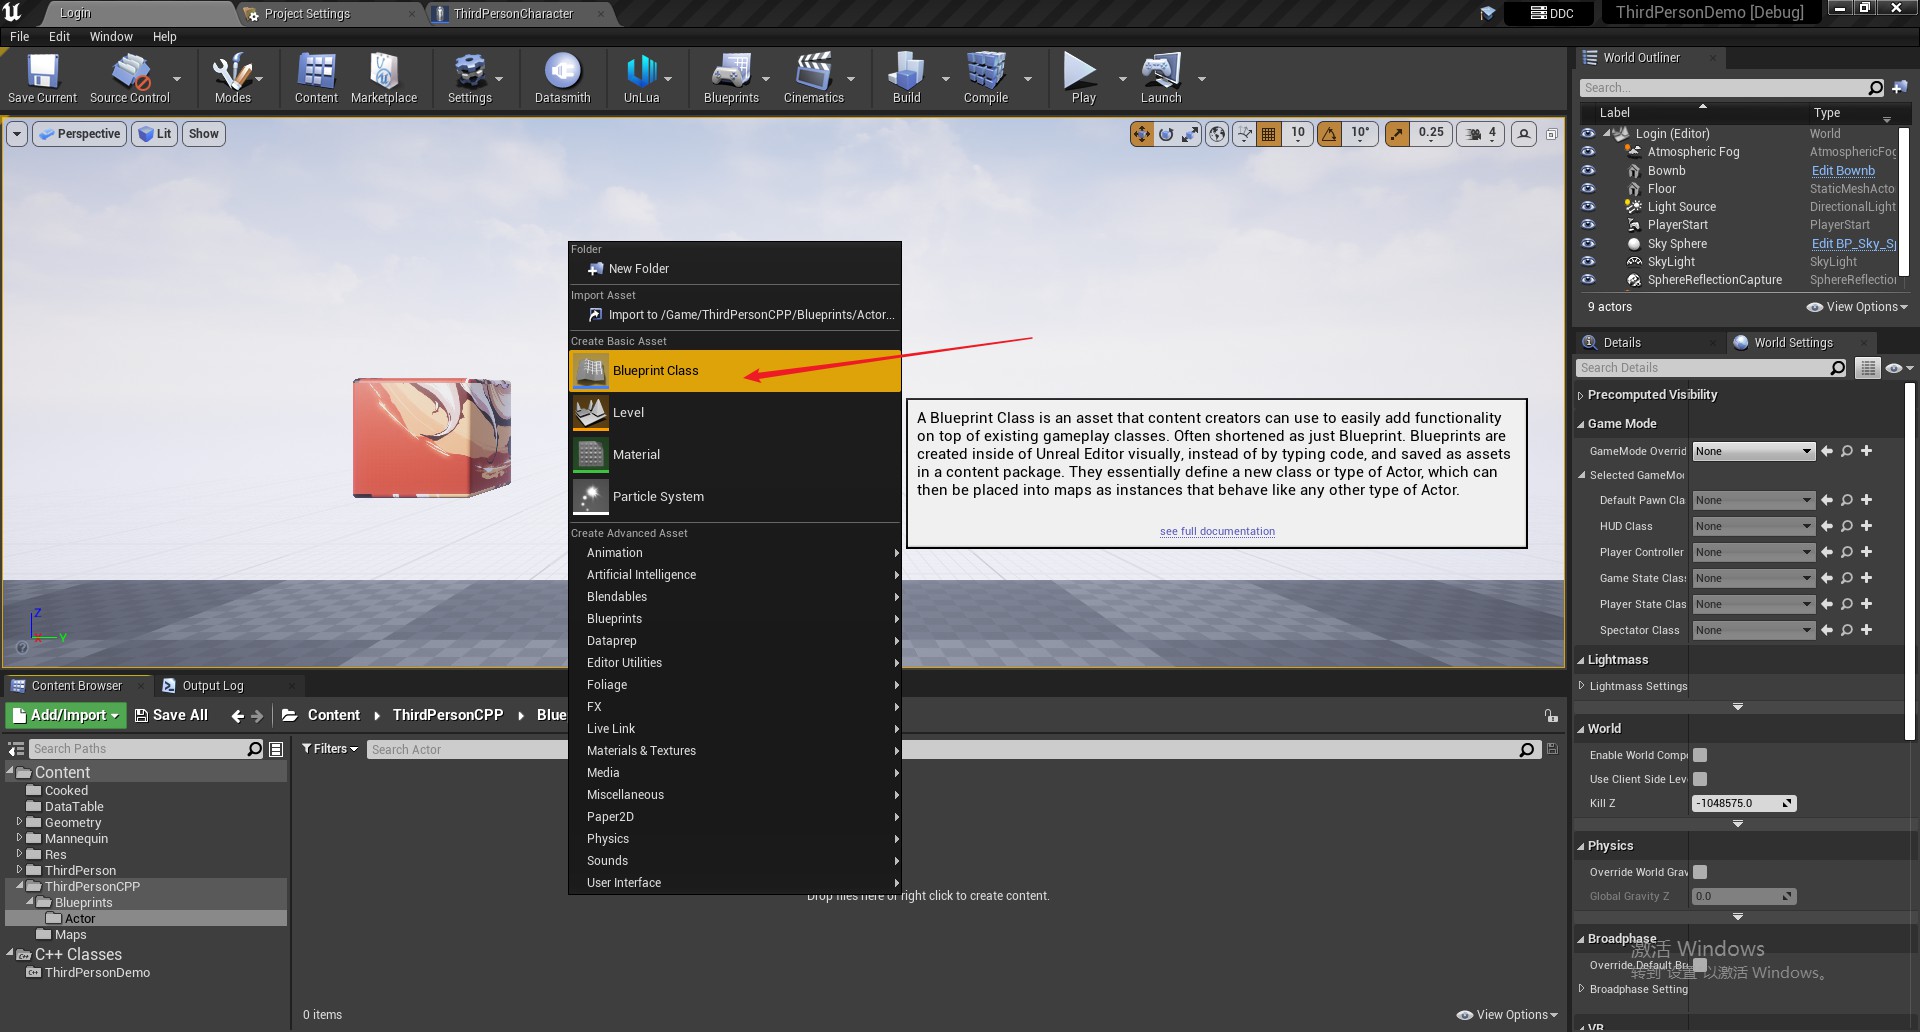 Login
Project Settings
ThirdPersonCharacter
DDC
ThirdPersonDemo [Debug]
File Edit Window Help
Save Current
Source Control
Modes
Content
Marketplace
Settings
Datasmith
UnLua
Blueprints
Cinematics
Build
Compile
Play
Launch
Perspective
Lit
Show
10
10°
0.25
4
Z
X
Y
Folder
New Folder
Import Asset
Import to /Game/ThirdPersonCPP/Blueprints/Actor...
Create Basic Asset
Blueprint Class
Level
Material
Particle System
Create Advanced Asset
Animation
Artificial Intelligence
Blendables
Blueprints
Dataprep
Editor Utilities
Foliage
FX
Live Link
Materials & Textures
Media
Miscellaneous
Paper2D
Physics
Sounds
User Interface
A Blueprint Class is an asset that content creators can use to easily add functionality
on top of existing gameplay classes. Often shortened as just Blueprint. Blueprints are
created inside of Unreal Editor visually, instead of by typing code, and saved as assets
in a content package. They essentially define a new class or type of Actor, which can
then be placed into maps as instances that behave like any other type of Actor.
see full documentation
World Outliner
Search...
Label Type
Login (Editor) World
Atmospheric Fog AtmosphericFog
Bownb Edit Bownb
Floor StaticMeshActo
Light Source DirectionalLight
PlayerStart PlayerStart
Sky Sphere Edit BP_Sky_Sp
SkyLight SkyLight
SphereReflectionCapture SphereReflection
9 actors
View Options
Details
World Settings
Search Details
Precomputed Visibility
Game Mode
GameMode Overrid None
Selected GameMo
Default Pawn Cla None
HUD Class None
Player Controller None
Game State Class None
Player State Clas None
Spectator Class None
Lightmass
Lightmass Settings
World
Enable World Compo
Use Client Side Leve
Kill Z -1048575.0
Physics
Override World Grav
Global Gravity Z 0.0
Broadphase
Override Default Br
Broadphase Setting
VR
激活 Windows
转到"设置"以激活 Windows。
Content Browser
Output Log
Add/Import
Save All
Content
ThirdPersonCPP
Blue
Search Paths
Filters
Search Actor
Content
Cooked
DataTable
Geometry
Mannequin
Res
ThirdPerson
ThirdPersonCPP
Blueprints
Actor
Maps
C++ Classes
ThirdPersonDemo
Drop files here or right click to create content.
0 items
View Options